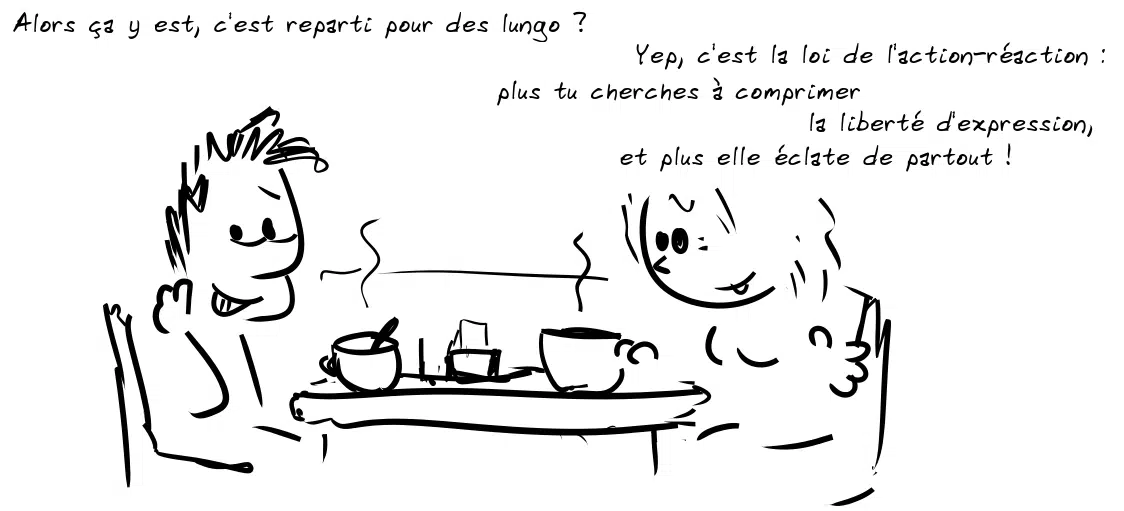 Alors ça y est, c'est reparti pour des lungo ?
Yep, c'est la loi de l'action-réaction :
plus tu cherches à comprimer
la liberté d'expression,
et plus elle éclate de partout !